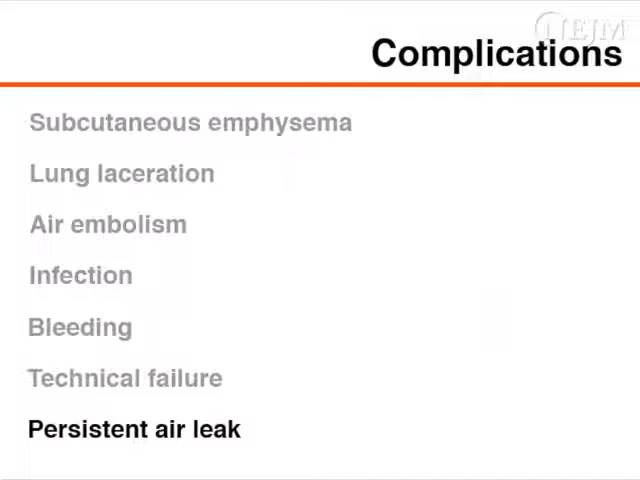 NEJM
Complications
Subcutaneous emphysema
Lung laceration
Air embolism
Infection
Bleeding
Technical failure
Persistent air leak